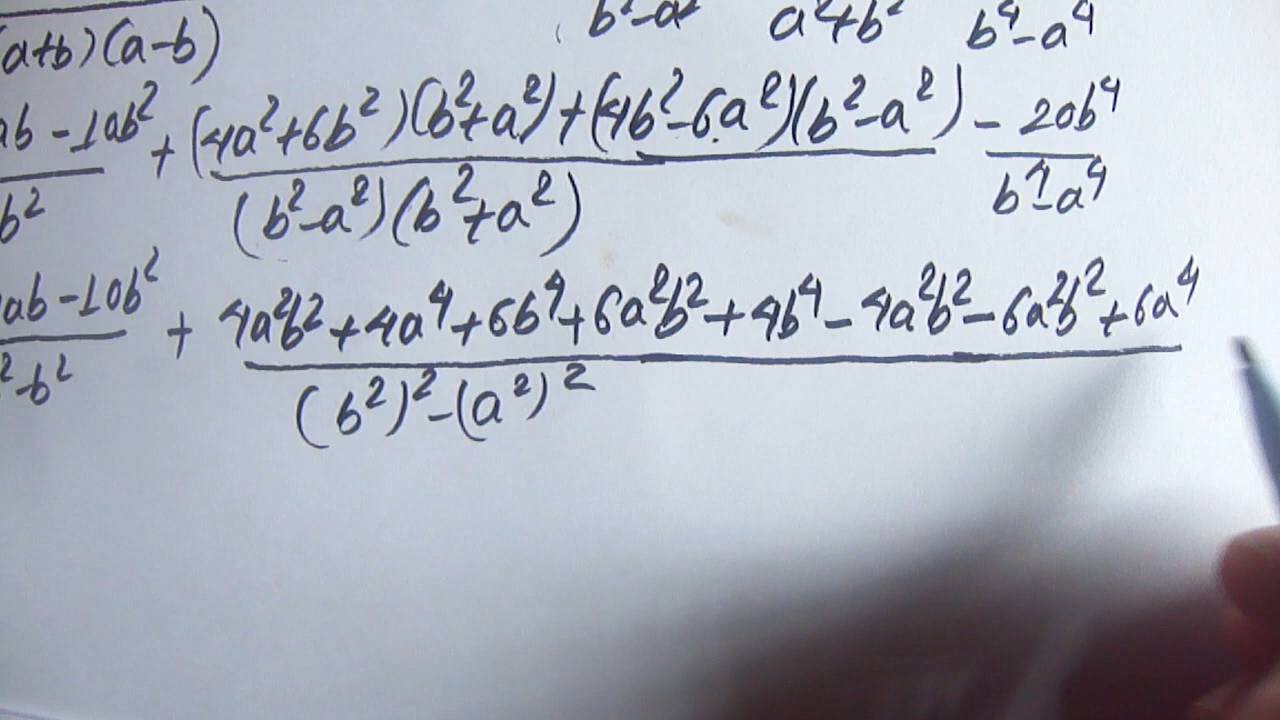 b²-a² a²+b² b⁴-a⁴
(a+b)(a-b)
ab-10b² + (4a²+6b²)(b²+a²)+(4b²-6a²)(b²-a²) - 20b⁴
b² (b²-a²)(b²+a²) b⁴-a⁴
ab-10b² + 4a²b²+4a⁴+6b⁴+6a²b²+4b⁴-4a²b²-6a²b²+6a⁴
²-b² (b²)²-(a²)²